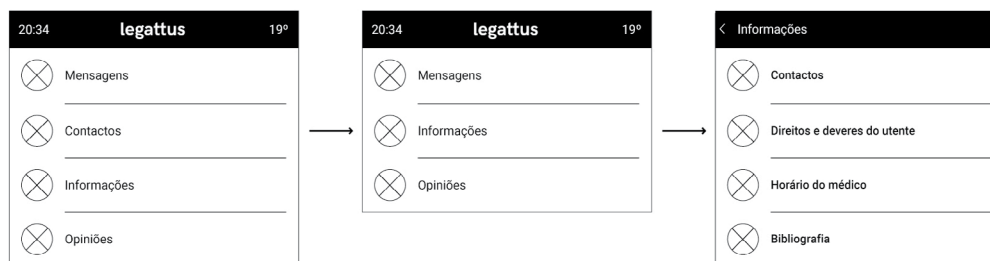 20:34 legattus 19º
Mensagens
Contactos
Informações
Opiniões
20:34 legattus 19º
Mensagens
Informações
Opiniões
< Informações
Contactos
Direitos e deveres do utente
Horário do médico
Bibliografia